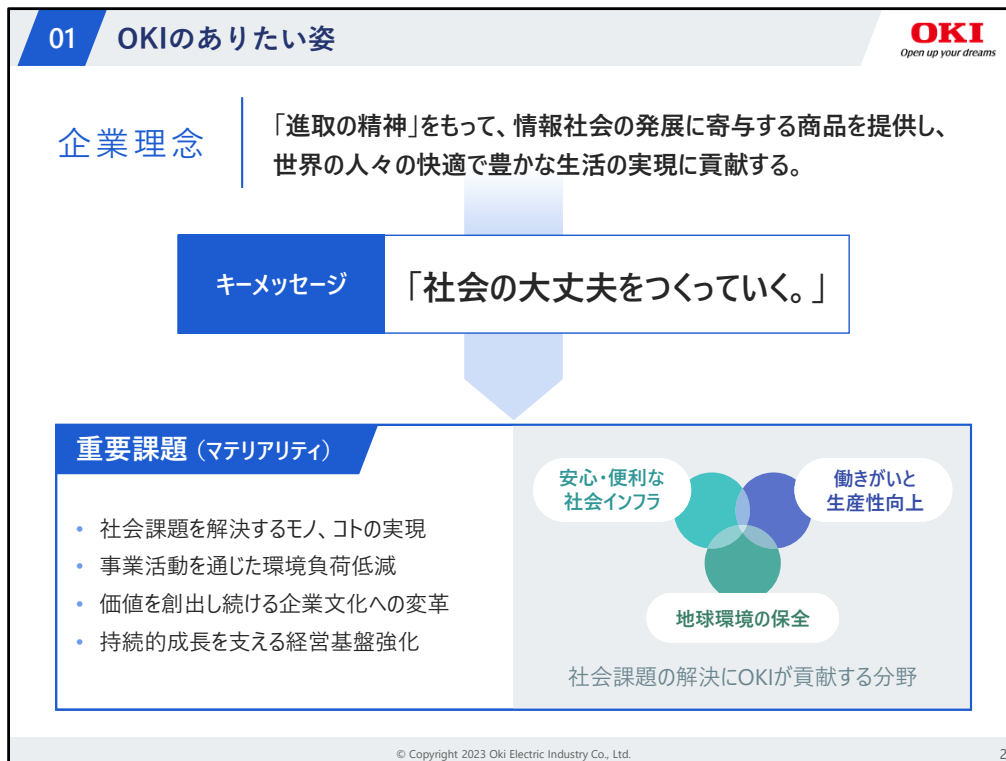 01 OKIのありたい姿
OKI
Open up your dreams
企業理念
「進取の精神」をもって、情報社会の発展に寄与する商品を提供し、
世界の人々の快適で豊かな生活の実現に貢献する。
キーメッセージ
「社会の大丈夫をつくっていく。」
重要課題（マテリアリティ）
• 社会課題を解決するモノ、コトの実現
• 事業活動を通じた環境負荷低減
• 価値を創出し続ける企業文化への変革
• 持続的成長を支える経営基盤強化
安心・便利な
社会インフラ
働きがいと
生産性向上
地球環境の保全
社会課題の解決にOKIが貢献する分野
© Copyright 2023 Oki Electric Industry Co., Ltd.
2